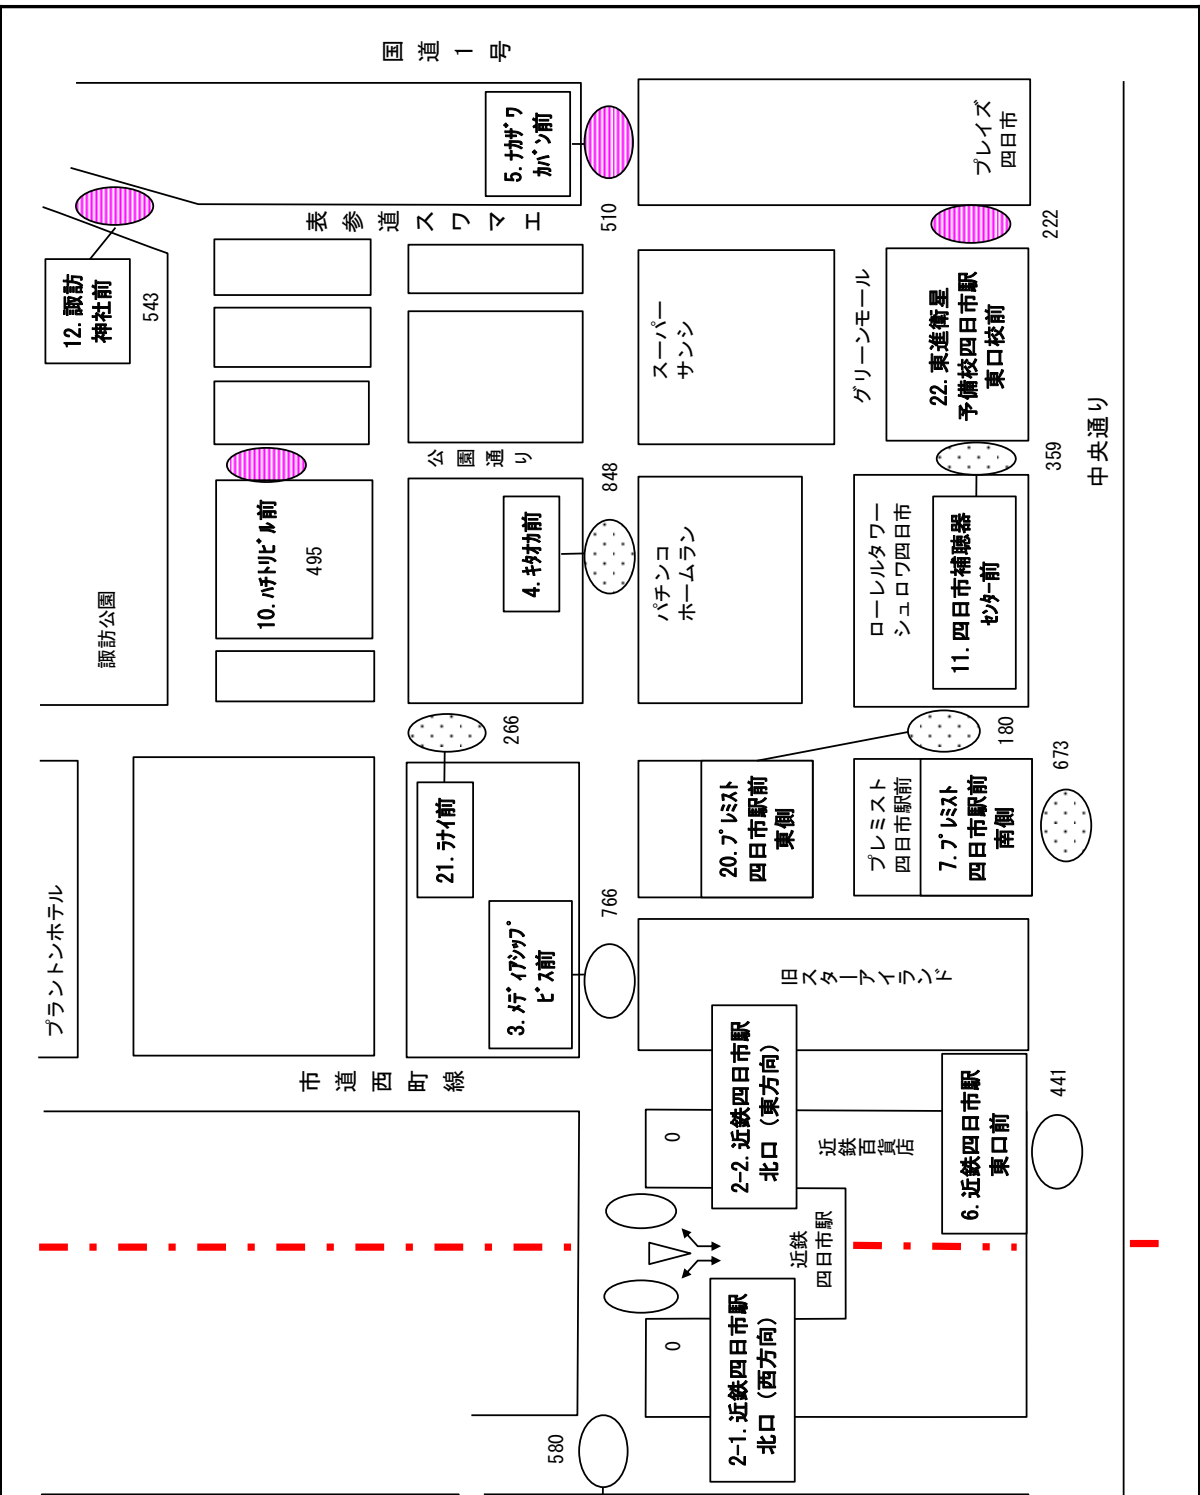 国道1号
プレイズ
四日市
5.ﾅｶｻﾞﾜ
ｶﾊﾞﾝ前
表参道スワマエ
510
222
12.諏訪
神社前
543
スーパー
サンシ
グリーンモール
22.東進衛星
予備校四日市駅
東口校前
中央通り
公園通り
848
359
諏訪公園
10.ﾊﾁﾄﾘﾋﾞﾙ前
495
4.ｷﾀｵｶ前
パチンコ
ホームラン
ローレルタワー
シュロワ四日市
11.四日市補聴器
ｾﾝﾀｰ前
266
180
673
プラントンホテル
21.ﾗﾅｲ前
20.ﾌﾟﾚﾐｽﾄ
四日市駅前
東側
プレミスト
四日市駅前
7.ﾌﾟﾚﾐｽﾄ
四日市駅前
南側
3.ﾒﾃﾞｨｱｼｯﾌﾟ
ﾋﾞｽ前
766
旧スターアイランド
市道西町線
0
2-2.近鉄四日市駅
北口（東方向）
近鉄百貨店
6.近鉄四日市駅
東口前
441
近鉄
四日市駅
0
2-1.近鉄四日市駅
北口（西方向）
580